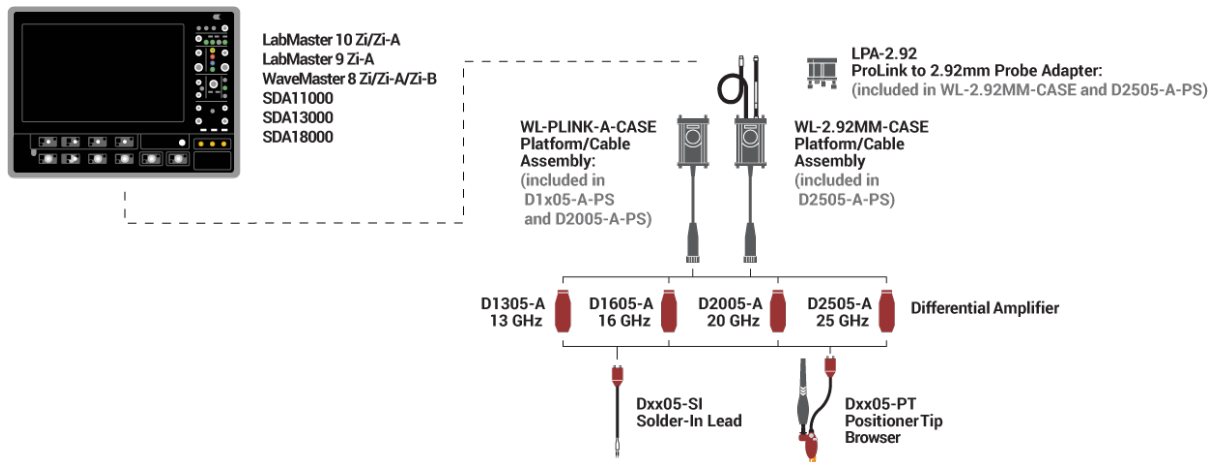 LabMaster 10 Zi/Zi-A
LabMaster 9 Zi-A
WaveMaster 8 Zi/Zi-A/Zi-B
SDA11000
SDA13000
SDA18000
WL-PLINK-A-CASE
Platform/Cable
Assembly:
(included in
D1x05-A-PS
and D2005-A-PS)
WL-2.92MM-CASE
Platform/Cable
Assembly
(included in
D2505-A-PS)
LPA-2.92
ProLink to 2.92mm Probe Adapter:
(included in WL-2.92MM-CASE and D2505-A-PS)
D1305-A
13 GHz
D1605-A
16 GHz
D2005-A
20 GHz
D2505-A
25 GHz
Differential Amplifier
Dxx05-SI
Solder-In Lead
Dxx05-PT
Positioner Tip
Browser